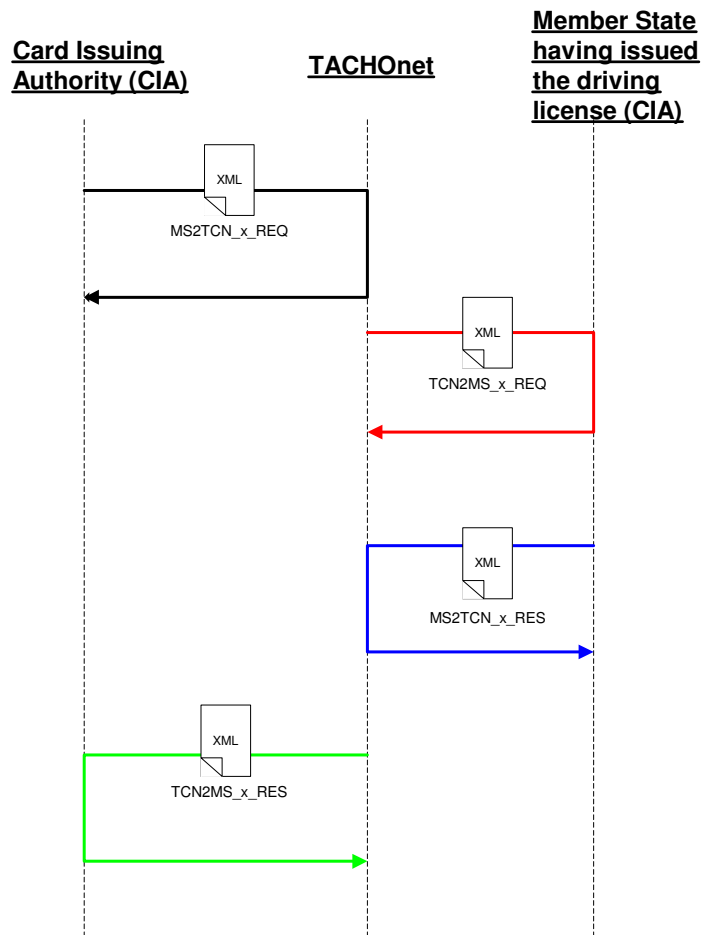 Card Issuing
Authority (CIA)
TACHOnet
Member State
having issued
the driving
license (CIA)
XML
MS2TCN_x_REQ
XML
TCN2MS_x_REQ
XML
MS2TCN_x_RES
XML
TCN2MS_x_RES